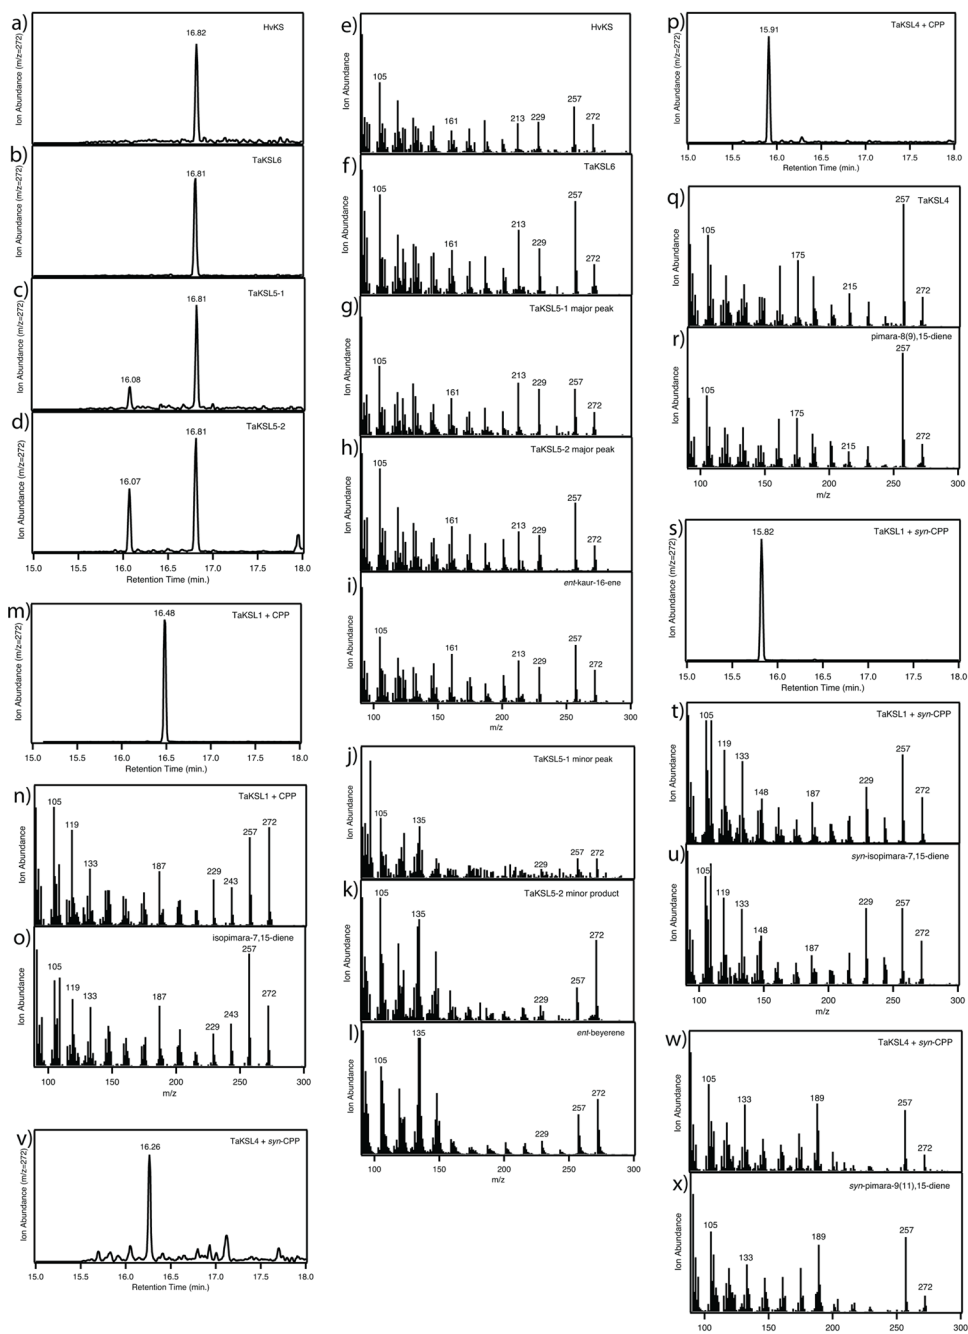 a)
HvKS
16.82
Ion Abundance (m/z=272)
b)
TaKSL6
16.81
Ion Abundance (m/z=272)
c)
TaKSL5-1
16.81
16.08
Ion Abundance (m/z=272)
d)
TaKSL5-2
16.81
16.07
Ion Abundance (m/z=272)
15.0 15.5 16.0 16.5 17.0 17.5 18.0
Retention Time (min.)
m)
16.48
TaKSL1 + CPP
Ion Abundance (m/z=272)
15.0 15.5 16.0 16.5 17.0 17.5 18.0
Retention Time (min.)
n)
TaKSL1 + CPP
105 119 133 187 229 243 257 272
Ion Abundance
o)
isopimara-7,15-diene
105 119 133 187 229 243 257 272
Ion Abundance
100 150 200 250 300
m/z
v)
16.26
TaKSL4 + syn-CPP
Ion Abundance (m/z=272)
15.0 15.5 16.0 16.5 17.0 17.5 18.0
Retention Time (min.)
e)
HvKS
105 161 213 229 257 272
Ion Abundance
f)
TaKSL6
105 161 213 229 257 272
Ion Abundance
g)
TaKSL5-1 major peak
105 161 213 229 257 272
Ion Abundance
h)
TaKSL5-2 major peak
105 161 213 229 257 272
Ion Abundance
i)
ent-kaur-16-ene
105 161 213 229 257 272
Ion Abundance
100 150 200 250 300
m/z
j)
TaKSL5-1 minor peak
105 135 229 257 272
Ion Abundance
k)
TaKSL5-2 minor product
105 135 229 257 272
Ion Abundance
l)
ent-beyerene
105 135 229 257 272
Ion Abundance
100 150 200 250 300
m/z
p)
15.91
TaKSL4 + CPP
Ion Abundance (m/z=272)
15.0 15.5 16.0 16.5 17.0 17.5 18.0
Retention Time (min.)
q)
TaKSL4
105 175 215 257 272
Ion Abundance
r)
pimara-8(9),15-diene
105 175 215 257 272
Ion Abundance
100 150 200 250 300
m/z
s)
15.82
TaKSL1 + syn-CPP
Ion Abundance (m/z=272)
15.0 15.5 16.0 16.5 17.0 17.5 18.0
Retention Time (min.)
t)
TaKSL1 + syn-CPP
105 119 133 148 187 229 257 272
Ion Abundance
u)
syn-isopimara-7,15-diene
105 119 133 148 187 229 257 272
Ion Abundance
100 150 200 250 300
m/z
w)
TaKSL4 + syn-CPP
105 133 189 257 272
Ion Abundance
x)
syn-pimara-9(11),15-diene
105 133 189 257 272
Ion Abundance
100 150 200 250 300